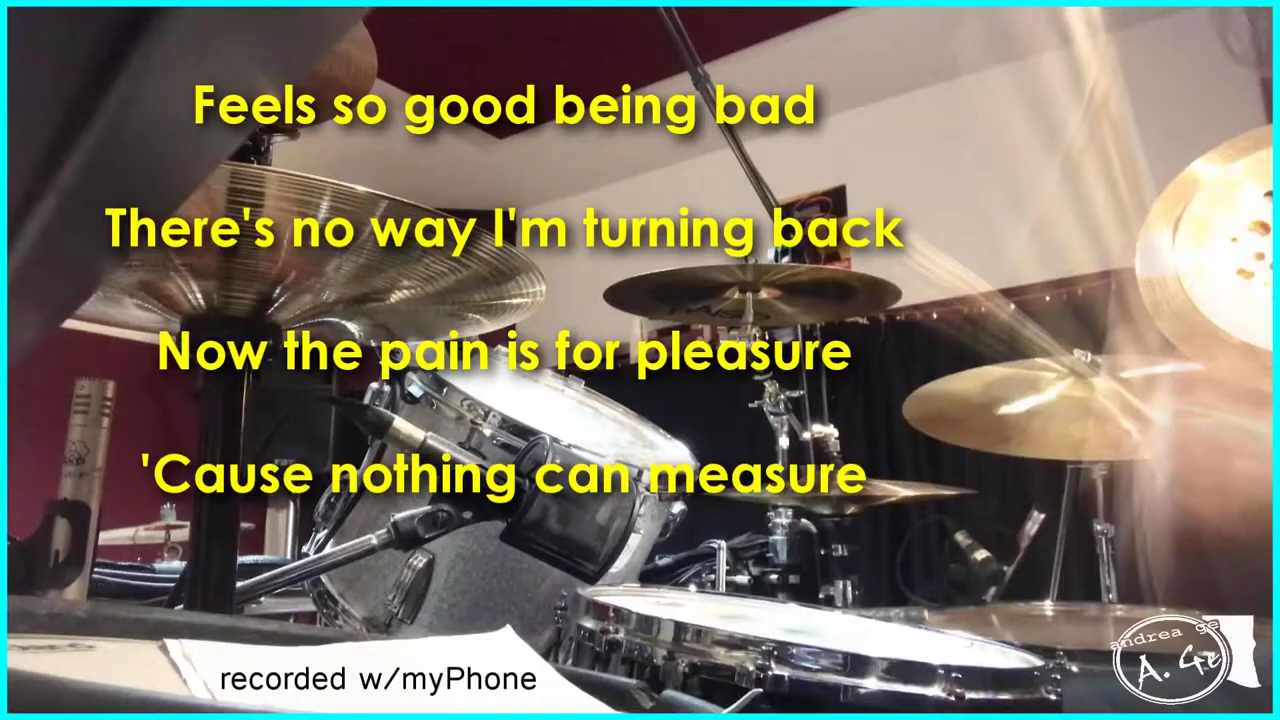 Feels so good being bad
There's no way I'm turning back
Now the pain is for pleasure
'Cause nothing can measure
recorded w/myPhone
andrea ge
A. Ge